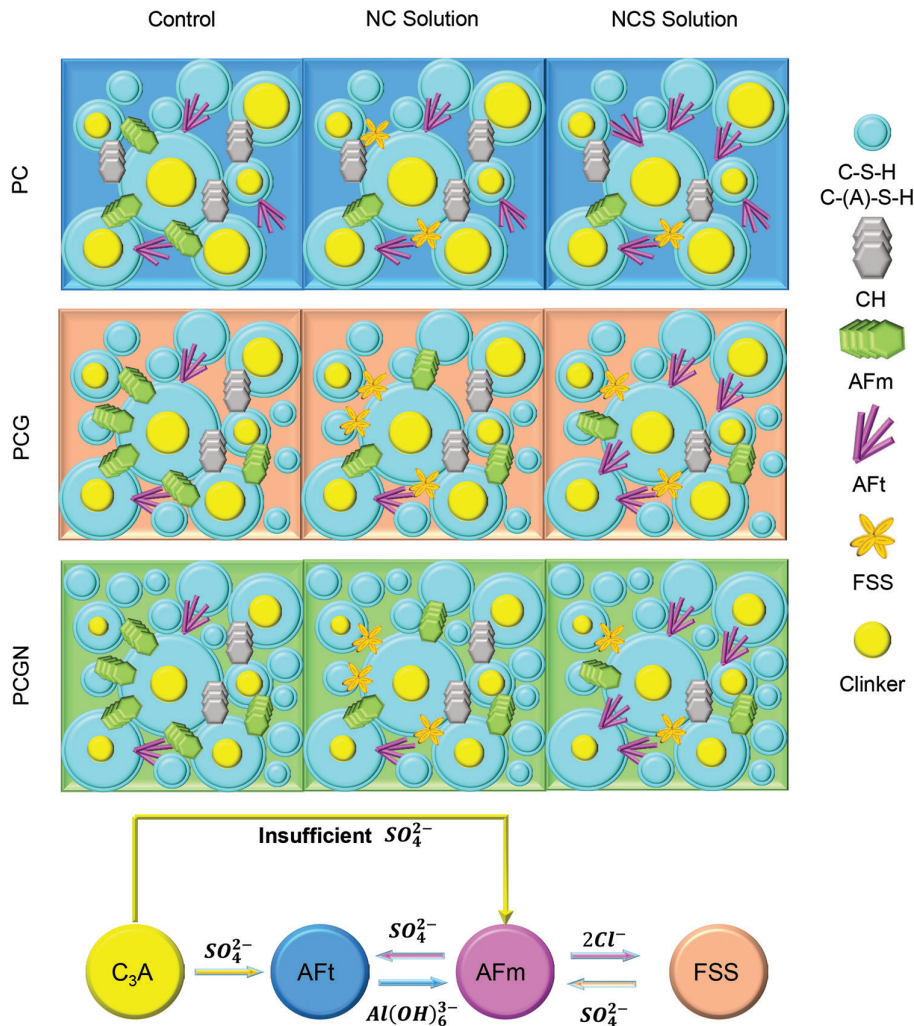 Control NC Solution NCS Solution
PC
PCG
PCGN
C-S-H
C-(A)-S-H
CH
AFm
AFt
FSS
Clinker
Insufficient SO₄²⁻
C₃A SO₄²⁻ AFt SO₄²⁻ AFm 2Cl⁻ FSS
Al(OH)₆³⁻ SO₄²⁻